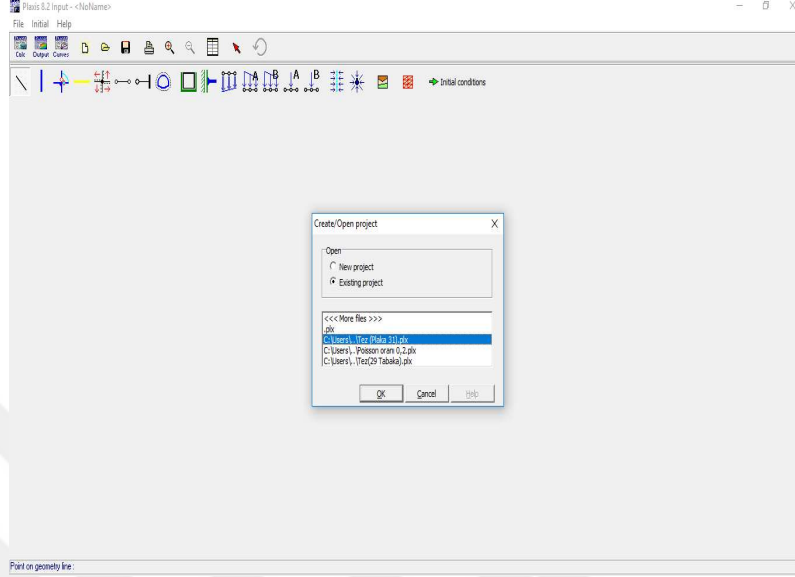 Plaxis 8.2 Input - <NoName>
File Initial Help
Calc Output Curves
A B A B
Initial conditions
Create/Open project
Open
New project
Existing project
<<< More files >>>
.plx
C:\Users\..\Tez (Plaka 31).plx
C:\Users\..\Poisson oranı 0,2.plx
C:\Users\..\Tez(29 Tabaka).plx
OK Cancel Help
Point on geometry line :